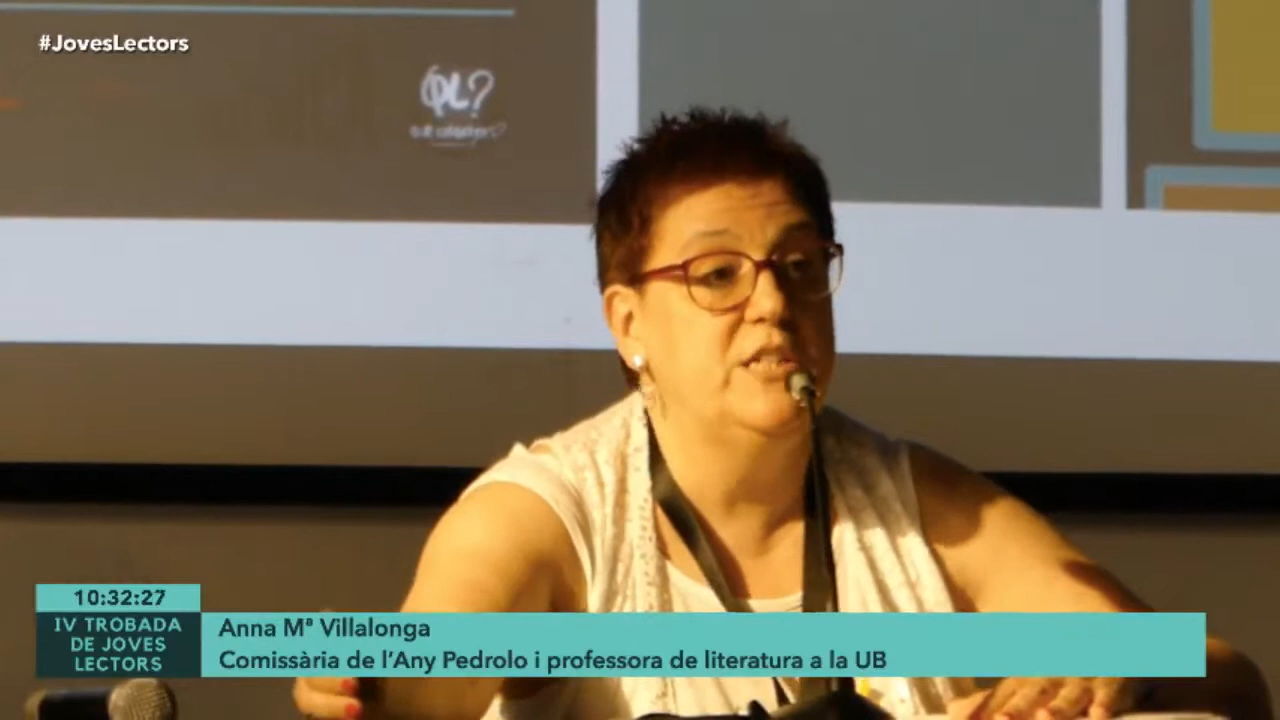 #JovesLectors
QL?
10:32:27
IV TROBADA
DE JOVES
LECTORS
Anna Mª Villalonga
Comissària de l'Any Pedrolo i professora de literatura a la UB